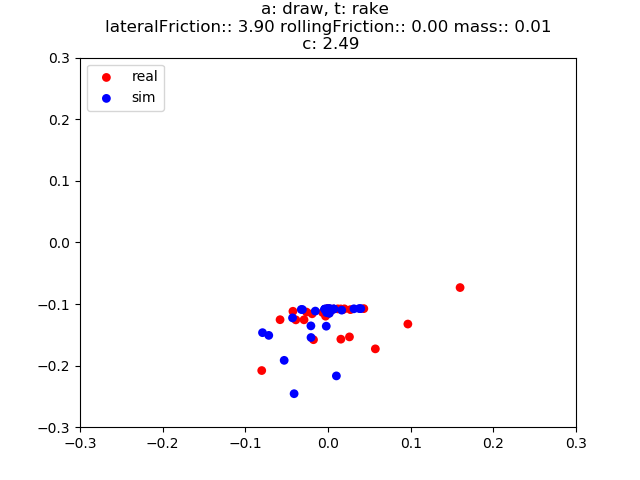 a: draw, t: rake
lateralFriction:: 3.90 rollingFriction:: 0.00 mass:: 0.01
c: 2.49
real
sim
0.3
0.2
0.1
0.0
−0.1
−0.2
−0.3
−0.3
−0.2
−0.1
0.0
0.1
0.2
0.3